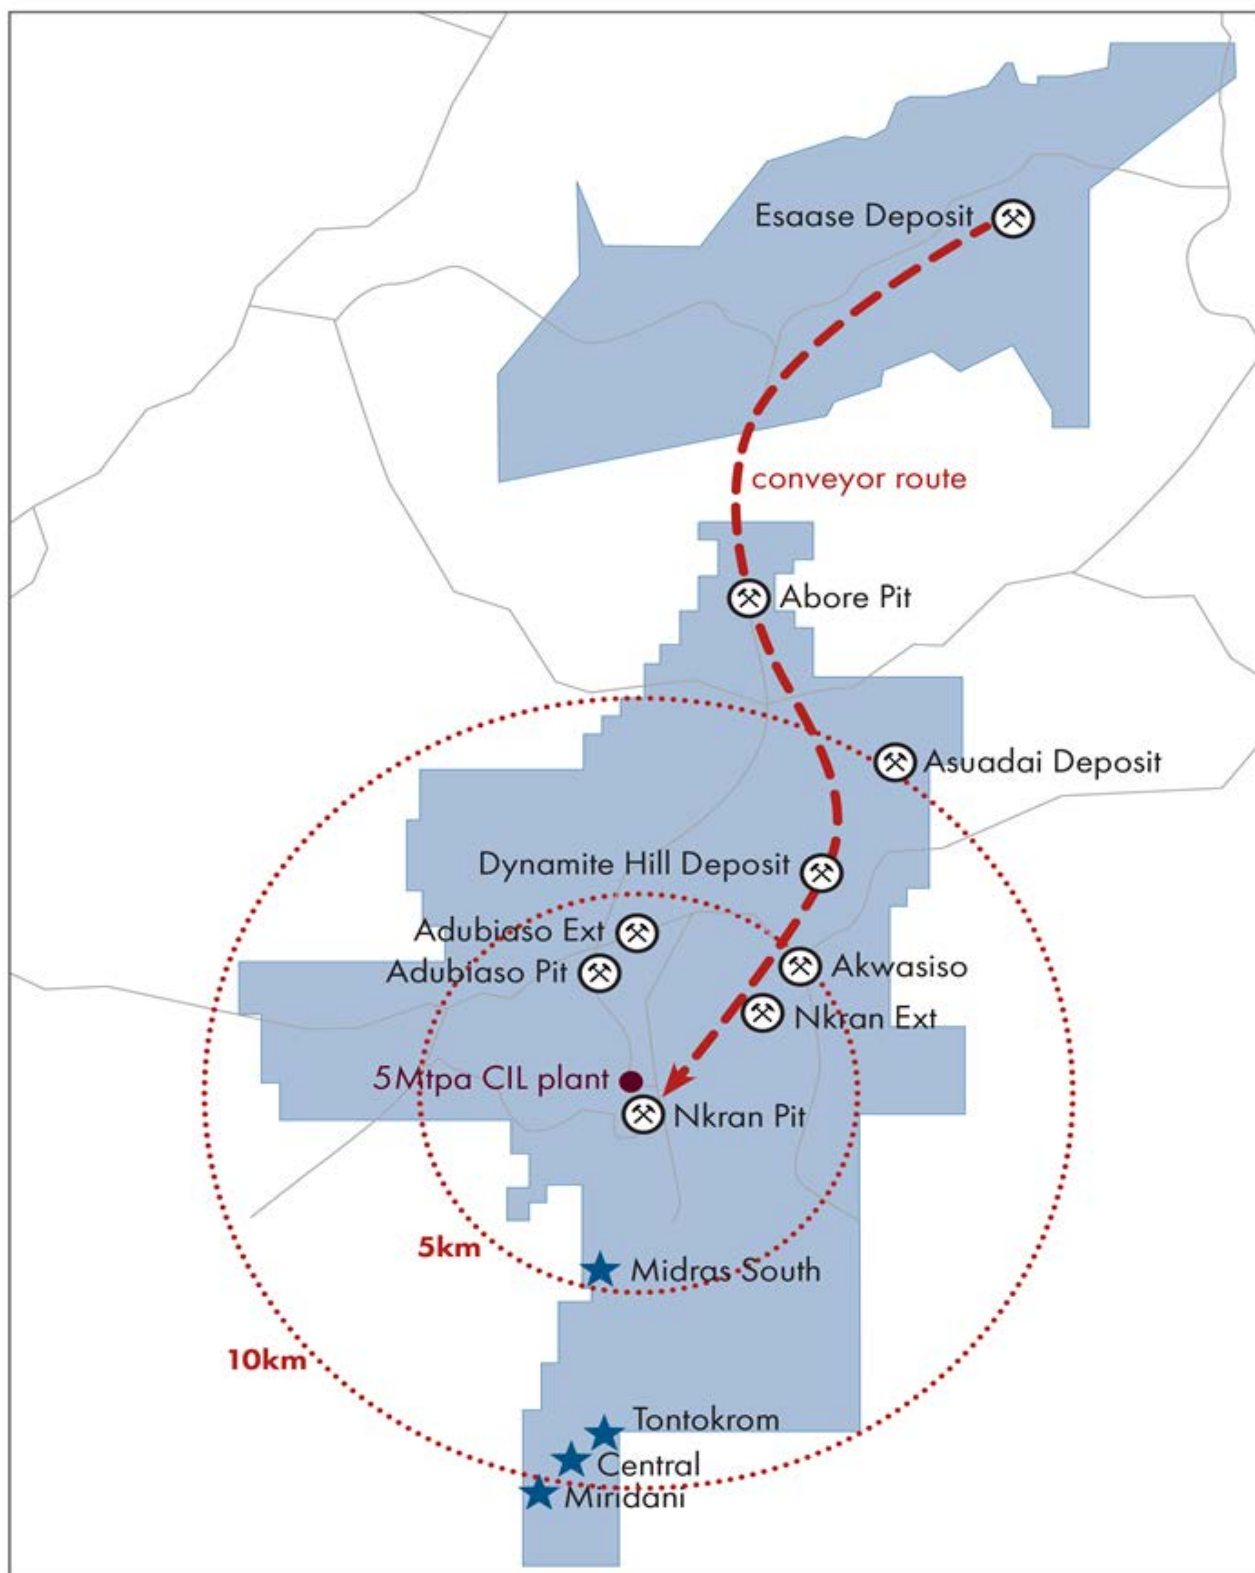 Esaase Deposit
conveyor route
Abore Pit
Asuadai Deposit
Dynamite Hill Deposit
Adubiaso Ext
Adubiaso Pit
Akwasiso
Nkran Ext
5Mtpa CIL plant
Nkran Pit
5km
Midras South
10km
Tontokrom
Central
Miridani